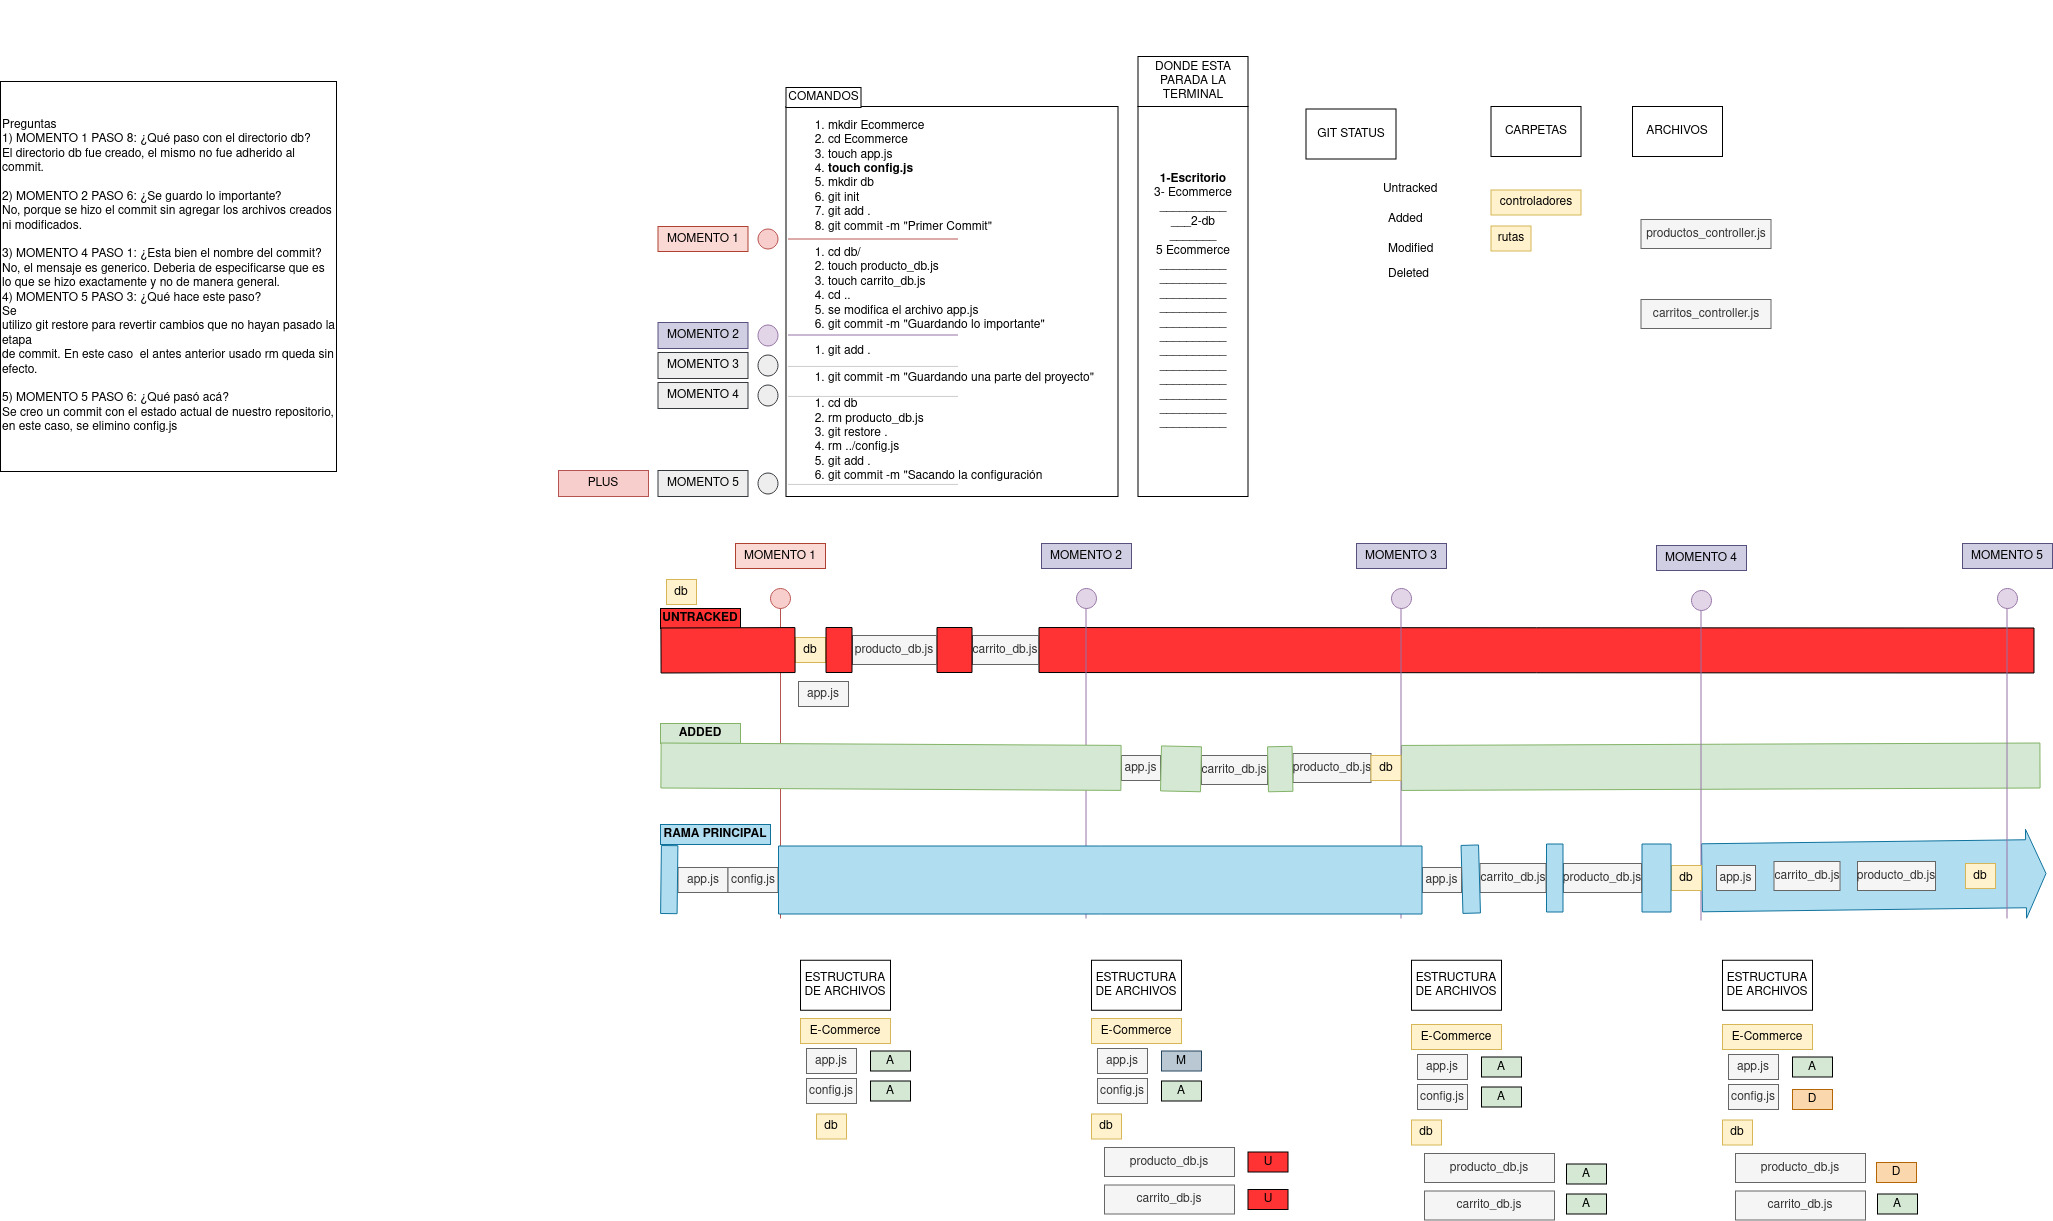 Preguntas
1) MOMENTO 1 PASO 8: ¿Qué paso con el directorio db?
El directorio db fue creado, el mismo no fue adherido al
commit.
2) MOMENTO 2 PASO 6: ¿Se guardo lo importante?
No, porque se hizo el commit sin agregar los archivos creados
ni modificados.
3) MOMENTO 4 PASO 1: ¿Esta bien el nombre del commit?
No, el mensaje es generico. Deberia de especificarse que es
lo que se hizo exactamente y no de manera general.
4) MOMENTO 5 PASO 3: ¿Qué hace este paso?
Se
utilizo git restore para revertir cambios que no hayan pasado la
etapa
de commit. En este caso  el antes anterior usado rm queda sin
efecto.
5) MOMENTO 5 PASO 6: ¿Qué pasó acá?
Se creo un commit con el estado actual de nuestro repositorio,
en este caso, se elimino config.js
COMANDOS
1. mkdir Ecommerce
2. cd Ecommerce
3. touch app.js
4. touch config.js
5. mkdir db
6. git init
7. git add .
8. git commit -m "Primer Commit"
MOMENTO 1
1. cd db/
2. touch producto_db.js
3. touch carrito_db.js
4. cd ..
5. se modifica el archivo app.js
6. git commit -m "Guardando lo importante"
MOMENTO 2
1. git add .
MOMENTO 3
1. git commit -m "Guardando una parte del proyecto"
MOMENTO 4
1. cd db
2. rm producto_db.js
3. git restore .
4. rm ../config.js
5. git add .
6. git commit -m "Sacando la configuración
PLUS
MOMENTO 5
DONDE ESTA
PARADA LA
TERMINAL
1-Escritorio
3- Ecommerce
__________
___2-db
_______
5 Ecommerce
__________
__________
__________
__________
__________
__________
__________
__________
__________
__________
__________
__________
GIT STATUS
Untracked
Added
Modified
Deleted
CARPETAS
controladores
rutas
ARCHIVOS
productos_controller.js
carritos_controller.js
MOMENTO 1
MOMENTO 2
MOMENTO 3
MOMENTO 4
MOMENTO 5
db
UNTRACKED
db
producto_db.js
carrito_db.js
app.js
ADDED
app.js
carrito_db.js
producto_db.js
db
RAMA PRINCIPAL
app.js
config.js
app.js
carrito_db.js
producto_db.js
db
app.js
carrito_db.js
producto_db.js
db
ESTRUCTURA
DE ARCHIVOS
E-Commerce
app.js A
config.js A
db
ESTRUCTURA
DE ARCHIVOS
E-Commerce
app.js M
config.js A
db
producto_db.js U
carrito_db.js U
ESTRUCTURA
DE ARCHIVOS
E-Commerce
app.js A
config.js A
db
producto_db.js A
carrito_db.js A
ESTRUCTURA
DE ARCHIVOS
E-Commerce
app.js A
config.js D
db
producto_db.js D
carrito_db.js A